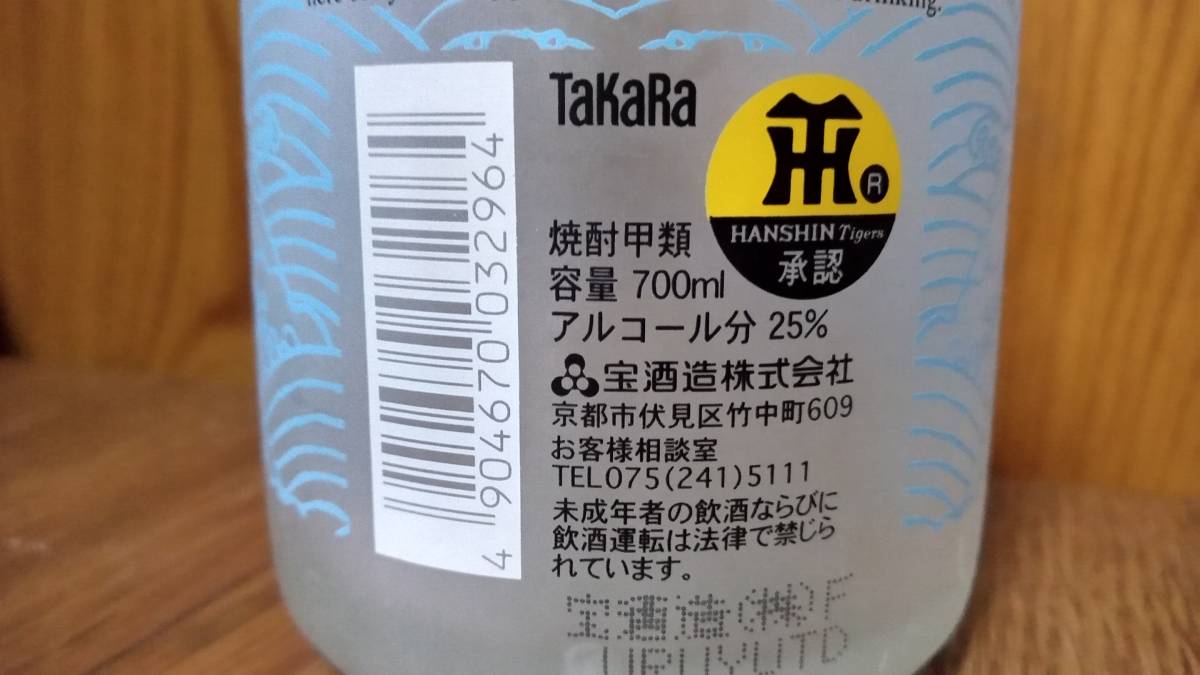 drinking.
TaKaRa
HANSHIN Tigers
承認
R
焼酎甲類
容量 700ml
アルコール分 25%
宝酒造株式会社
京都市伏見区竹中町609
お客様相談室
TEL075(241)5111
未成年者の飲酒ならびに
飲酒運転は法律で禁じら
れています。
宝酒造(株)F
4 904670 032964